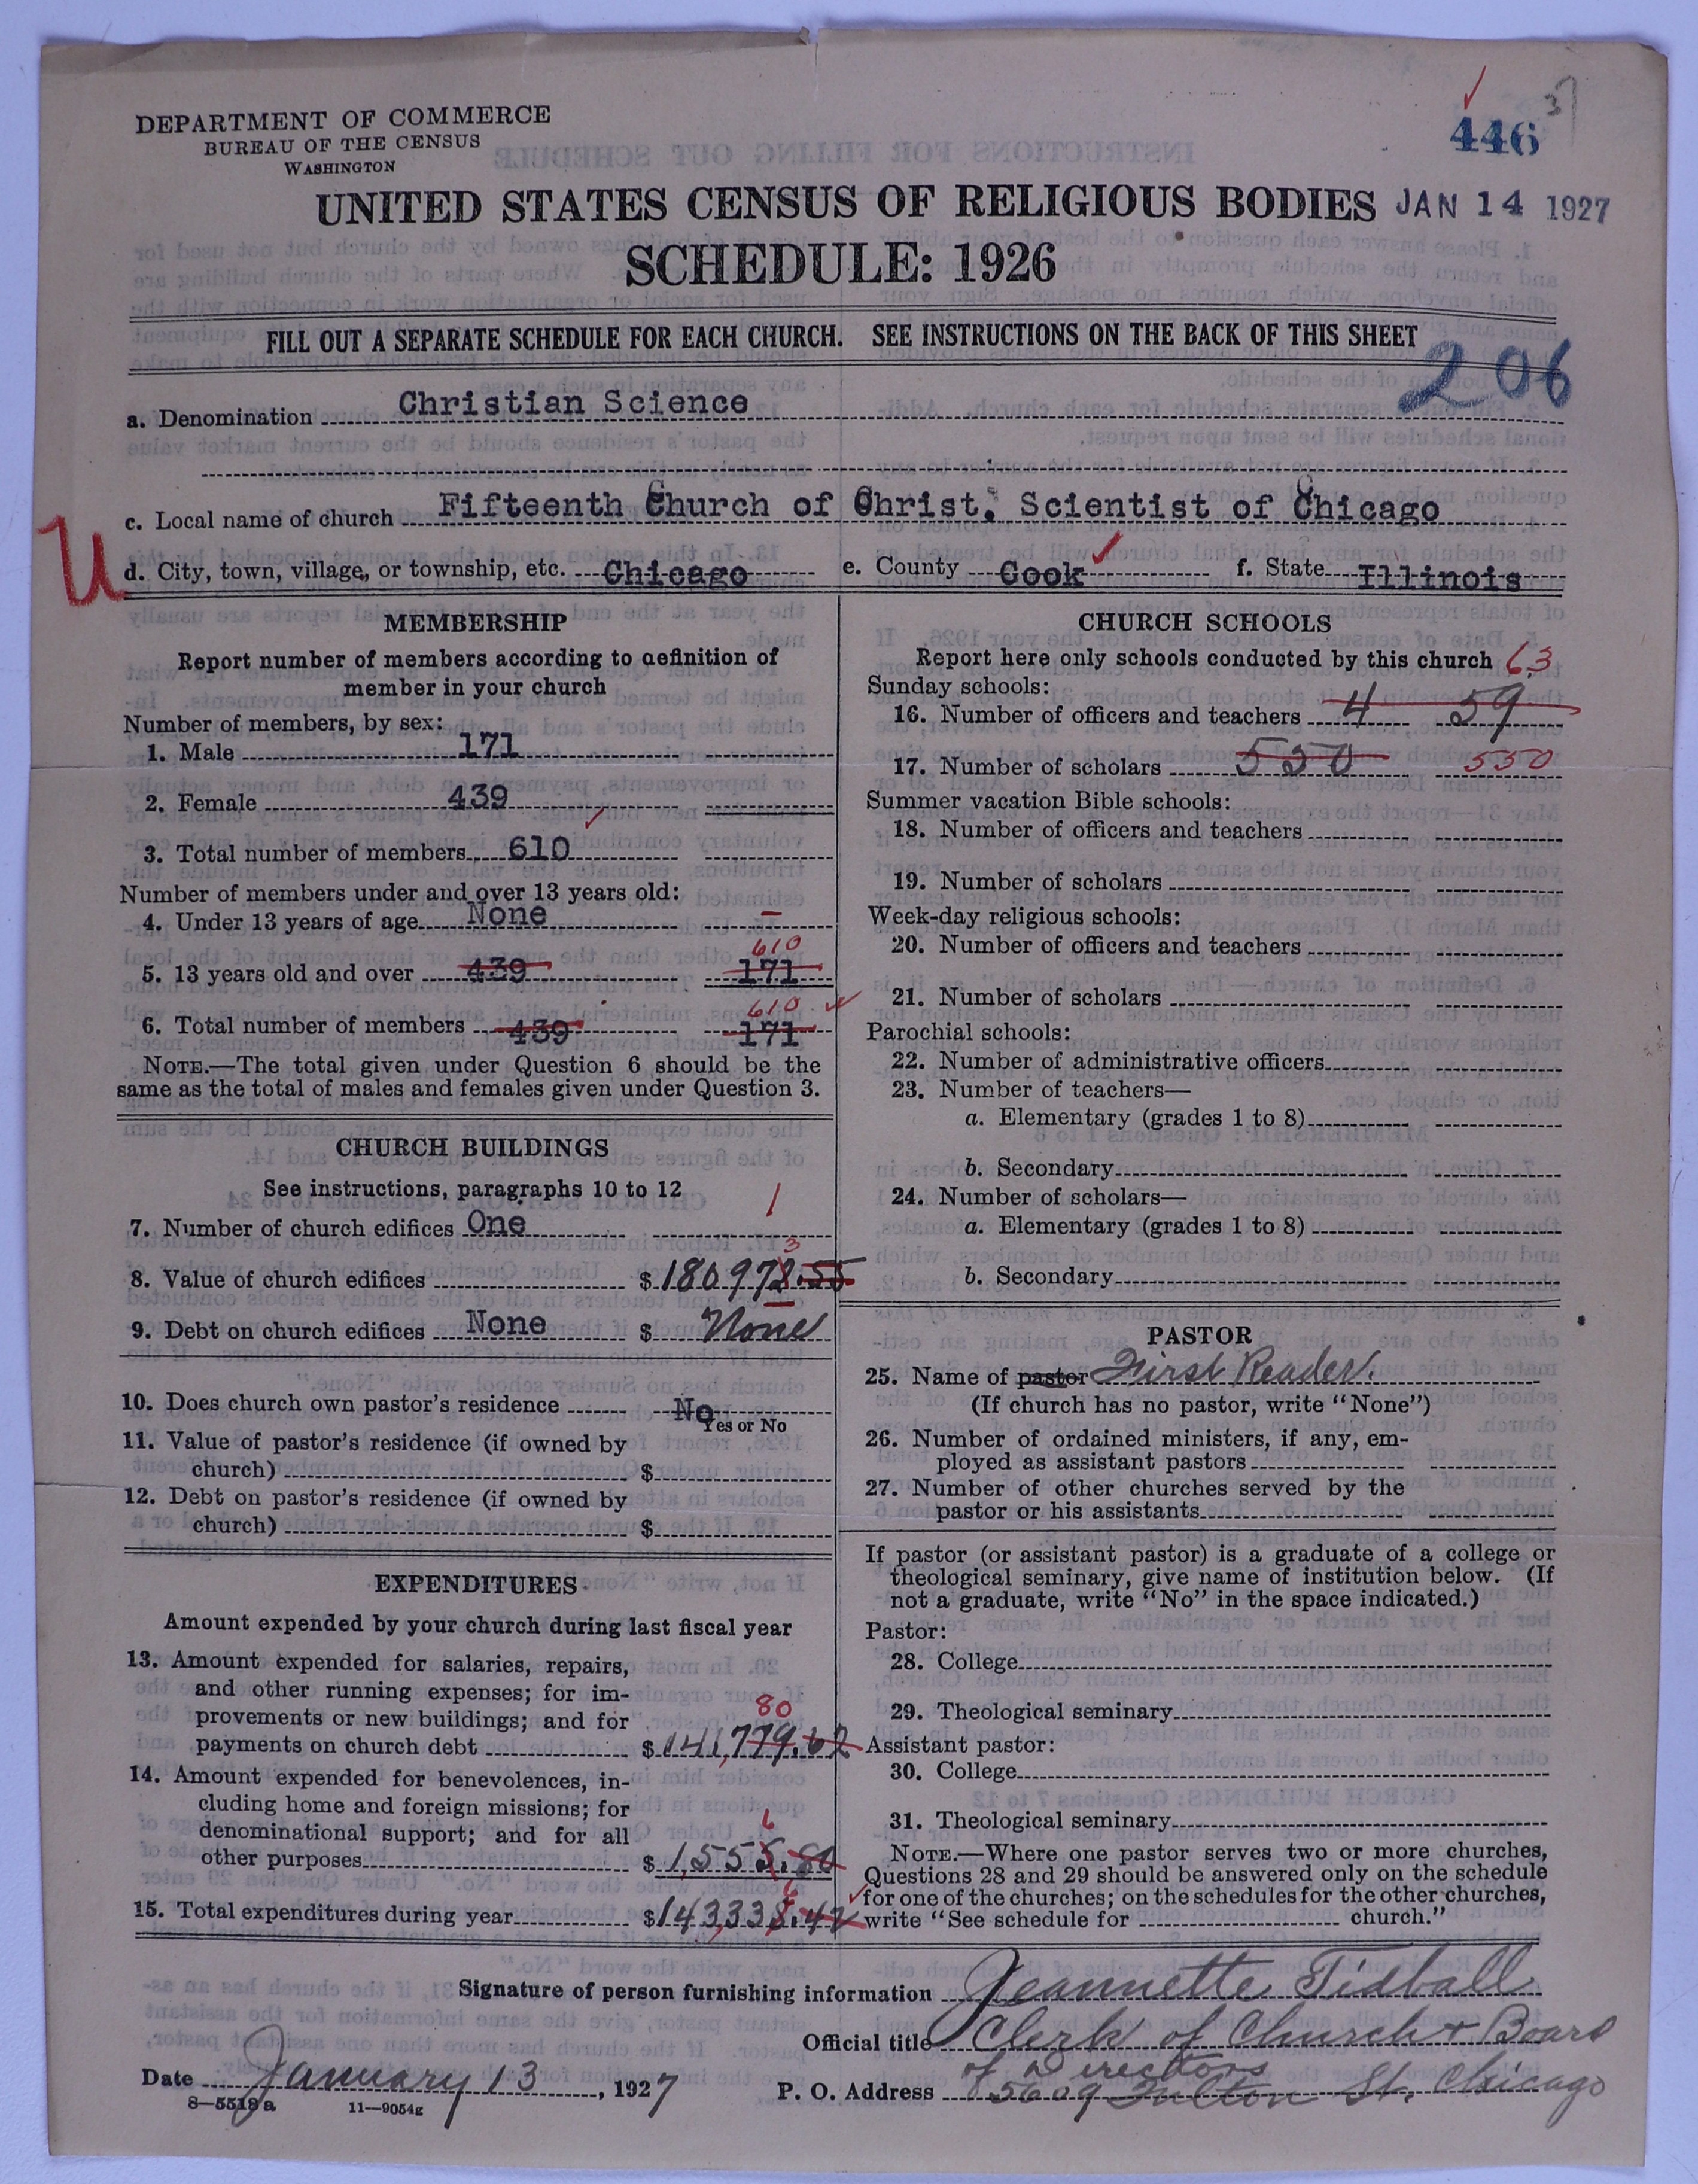 DEPARTMENT OF COMMERCE
BUREAU OF THE CENSUS
WASHINGTON
446
UNITED STATES CENSUS OF RELIGIOUS BODIES JAN 14 1927
SCHEDULE: 1926
FILL OUT A SEPARATE SCHEDULE FOR EACH CHURCH. SEE INSTRUCTIONS ON THE BACK OF THIS SHEET
206
a. Denomination Christian Science
c. Local name of church Fifteenth Church of Christ, Scientist of Chicago
U
d. City, town, village, or township, etc. Chicago e. County Cook f. State Illinois
MEMBERSHIP
Report number of members according to definition of
member in your church
Number of members, by sex:
1. Male 171
2. Female 439
3. Total number of members 610
Number of members under and over 13 years old:
4. Under 13 years of age None –
610
5. 13 years old and over 439 171
610
6. Total number of members 439 171
NOTE.—The total given under Question 6 should be the
same as the total of males and females given under Question 3.
CHURCH BUILDINGS
See instructions, paragraphs 10 to 12
7. Number of church edifices One 1
3
8. Value of church edifices $180972.55
9. Debt on church edifices None $ None
10. Does church own pastor's residence No
Yes or No
11. Value of pastor's residence (if owned by
church) $
12. Debt on pastor's residence (if owned by
church) $
EXPENDITURES
Amount expended by your church during last fiscal year
13. Amount expended for salaries, repairs,
and other running expenses; for im-
provements or new buildings; and for
80
payments on church debt $141,779.62
14. Amount expended for benevolences, in-
cluding home and foreign missions; for
denominational support; and for all
6
other purposes $1,555.80
6
15. Total expenditures during year $143,335.42
CHURCH SCHOOLS
Report here only schools conducted by this church 63
Sunday schools:
16. Number of officers and teachers 4 59
17. Number of scholars 550 550
Summer vacation Bible schools:
18. Number of officers and teachers
19. Number of scholars
Week-day religious schools:
20. Number of officers and teachers
21. Number of scholars
Parochial schools:
22. Number of administrative officers
23. Number of teachers—
a. Elementary (grades 1 to 8)
b. Secondary
24. Number of scholars—
a. Elementary (grades 1 to 8)
b. Secondary
PASTOR
25. Name of pastor First Reader.
(If church has no pastor, write "None")
26. Number of ordained ministers, if any, em-
ployed as assistant pastors
27. Number of other churches served by the
pastor or his assistants
If pastor (or assistant pastor) is a graduate of a college or
theological seminary, give name of institution below. (If
not a graduate, write "No" in the space indicated.)
Pastor:
28. College
29. Theological seminary
Assistant pastor:
30. College
31. Theological seminary
NOTE.—Where one pastor serves two or more churches,
Questions 28 and 29 should be answered only on the schedule
for one of the churches; on the schedules for the other churches,
write "See schedule for church."
Signature of person furnishing information Jeannette Tidball
Official title Clerk of Church & Board
of Directors
Date January 13, 1927 P. O. Address 5609 Fulton St. Chicago
8—5518 a 11—9054g